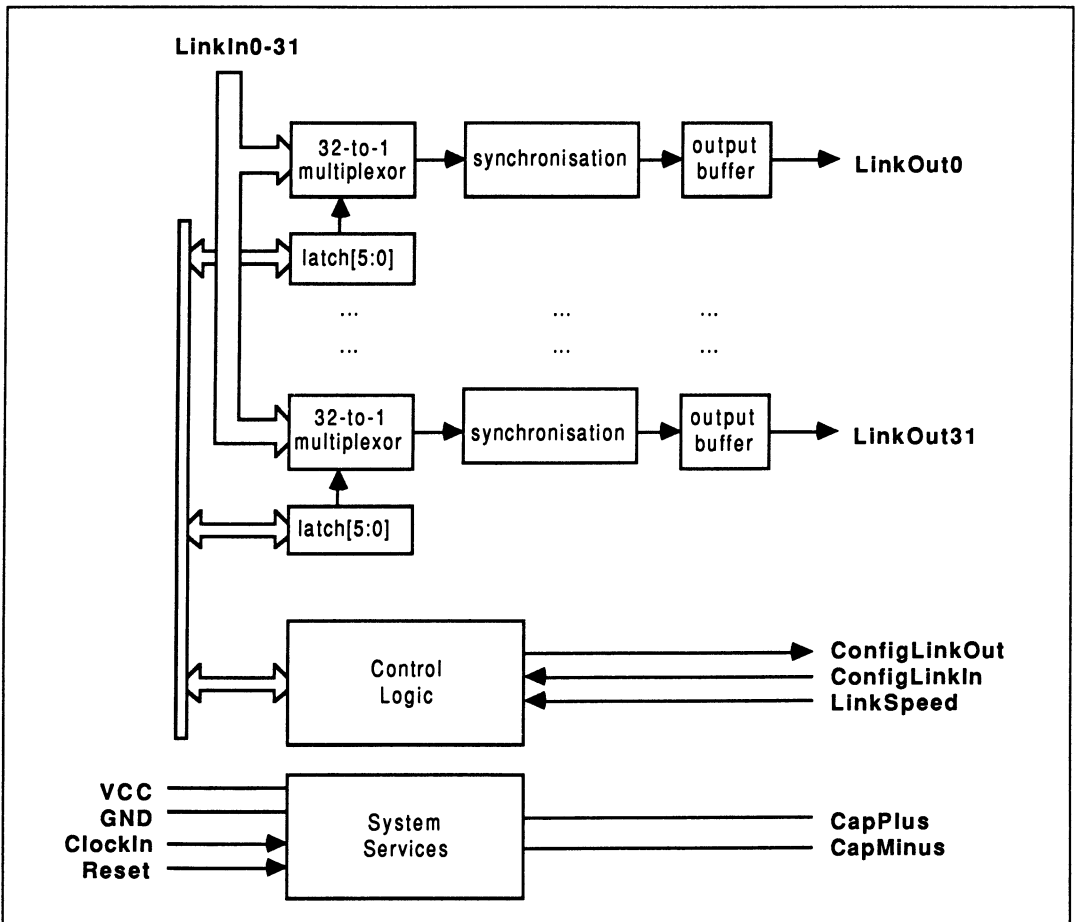 LinkIn0-31
32-to-1
multiplexor
synchronisation
output
buffer
LinkOut0
latch[5:0]
... ... ...
... ... ...
32-to-1
multiplexor
synchronisation
output
buffer
LinkOut31
latch[5:0]
Control
Logic
ConfigLinkOut
ConfigLinkIn
LinkSpeed
VCC
GND
ClockIn
Reset
System
Services
CapPlus
CapMinus